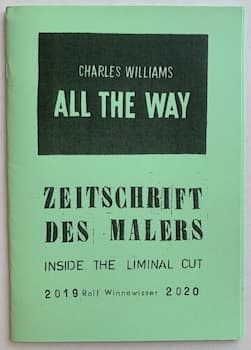 CHARLES WILLIAMS
ALL THE WAY
ZEITSCHRIFT
DES MALERS
INSIDE THE LIMINAL CUT
2019 Rolf Winnewisser 2020